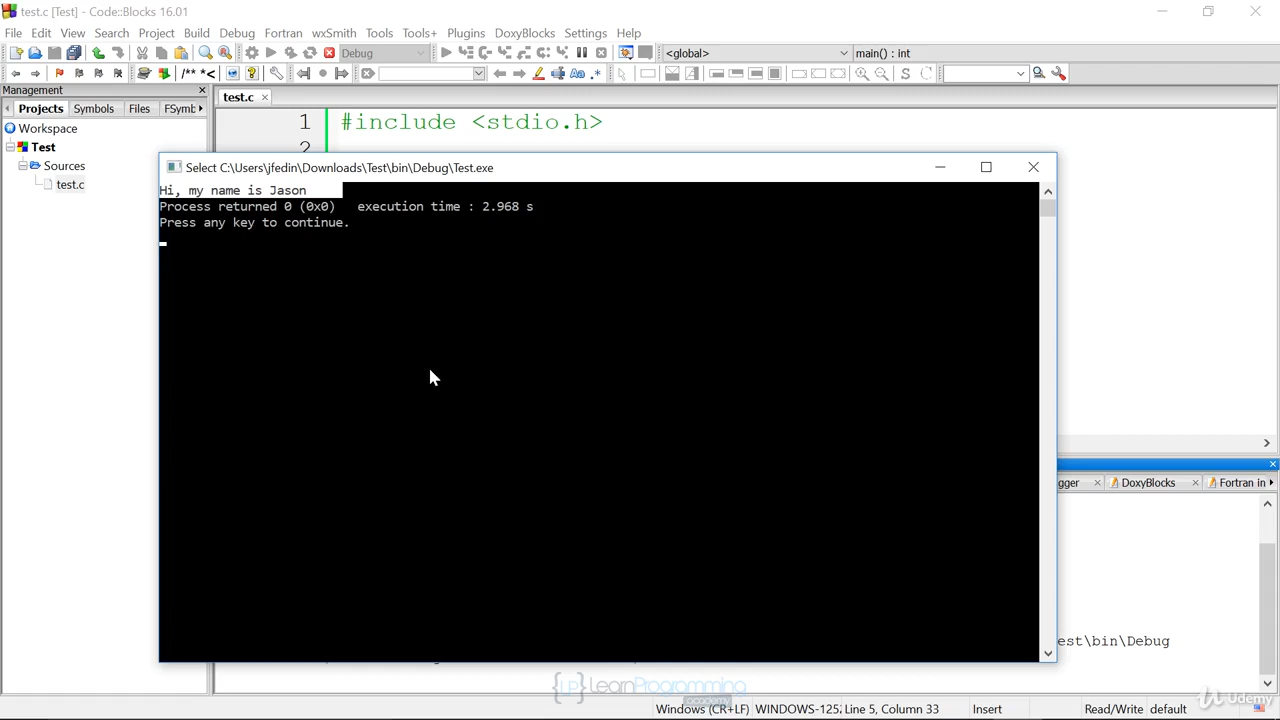 test.c [Test] - Code::Blocks 16.01
File Edit View Search Project Build Debug Fortran wxSmith Tools Tools+ Plugins DoxyBlocks Settings Help
Debug <global> main() : int
/** *<
Management
Projects Symbols Files FSymb
test.c
Workspace
Test
Sources
test.c
1 #include <stdio.h>
2
Select C:\Users\jfedin\Downloads\Test\bin\Debug\Test.exe
Hi, my name is Jason
Process returned 0 (0x0) execution time : 2.968 s
Press any key to continue.
gger DoxyBlocks Fortran in
est\bin\Debug
{LP} LearnProgramming
Udemy
Windows (CR+LF) WINDOWS-125 Line 5, Column 33 Insert Read/Write default